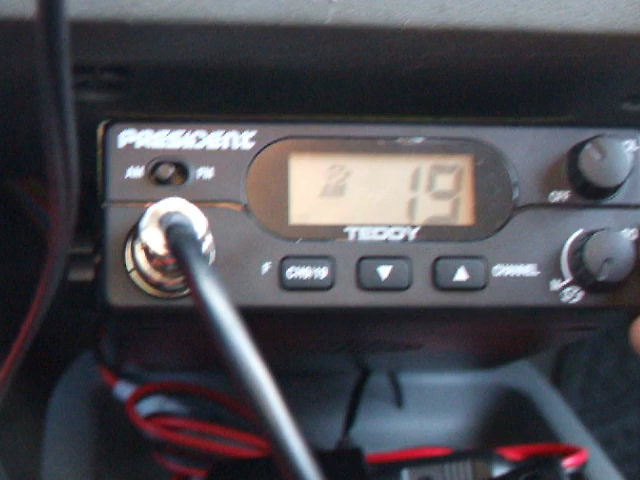 PRESIDENT
AM FM
19
OFF
TEDDY
F CH9/19 ▼ ▲ CHANNEL